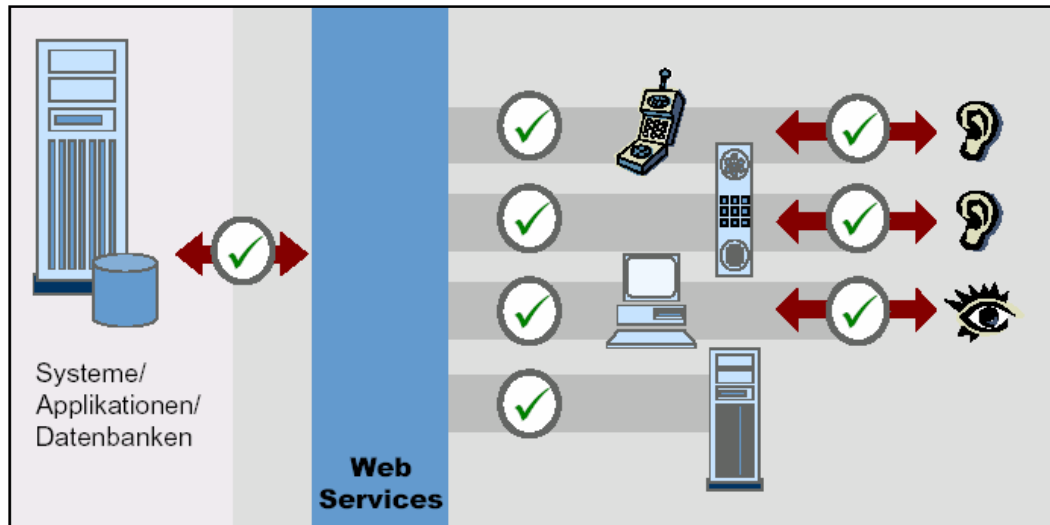 Systeme/
Applikationen/
Datenbanken
Web
Services